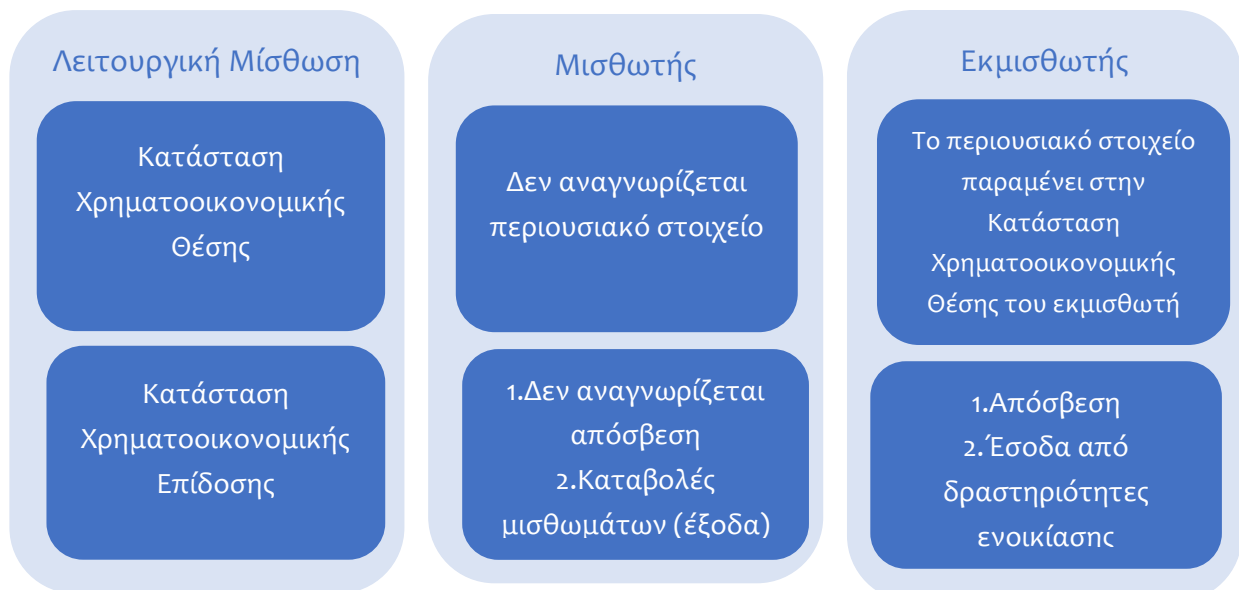 Λειτουργική Μίσθωση
Κατάσταση
Χρηματοοικονομικής
Θέσης
Κατάσταση
Χρηματοοικονομικής
Επίδοσης
Μισθωτής
Δεν αναγνωρίζεται
περιουσιακό στοιχείο
1.Δεν αναγνωρίζεται
απόσβεση
2.Καταβολές
μισθωμάτων (έξοδα)
Εκμισθωτής
Το περιουσιακό στοιχείο
παραμένει στην
Κατάσταση
Χρηματοοικονομικής
Θέσης του εκμισθωτή
1.Απόσβεση
2.Έσοδα από
δραστηριότητες
ενοικίασης